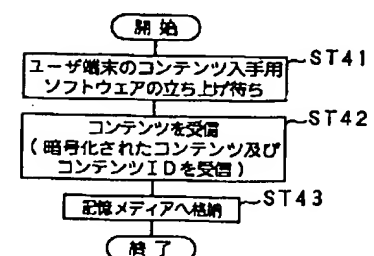 開始
ユーザ端末のコンテンツ入手用
ソフトウェアの立ち上げ待ち
ST41
コンテンツを受信
(暗号化されたコンテンツ及び
コンテンツIDを受信)
ST42
記憶メディアへ格納
ST43
終了